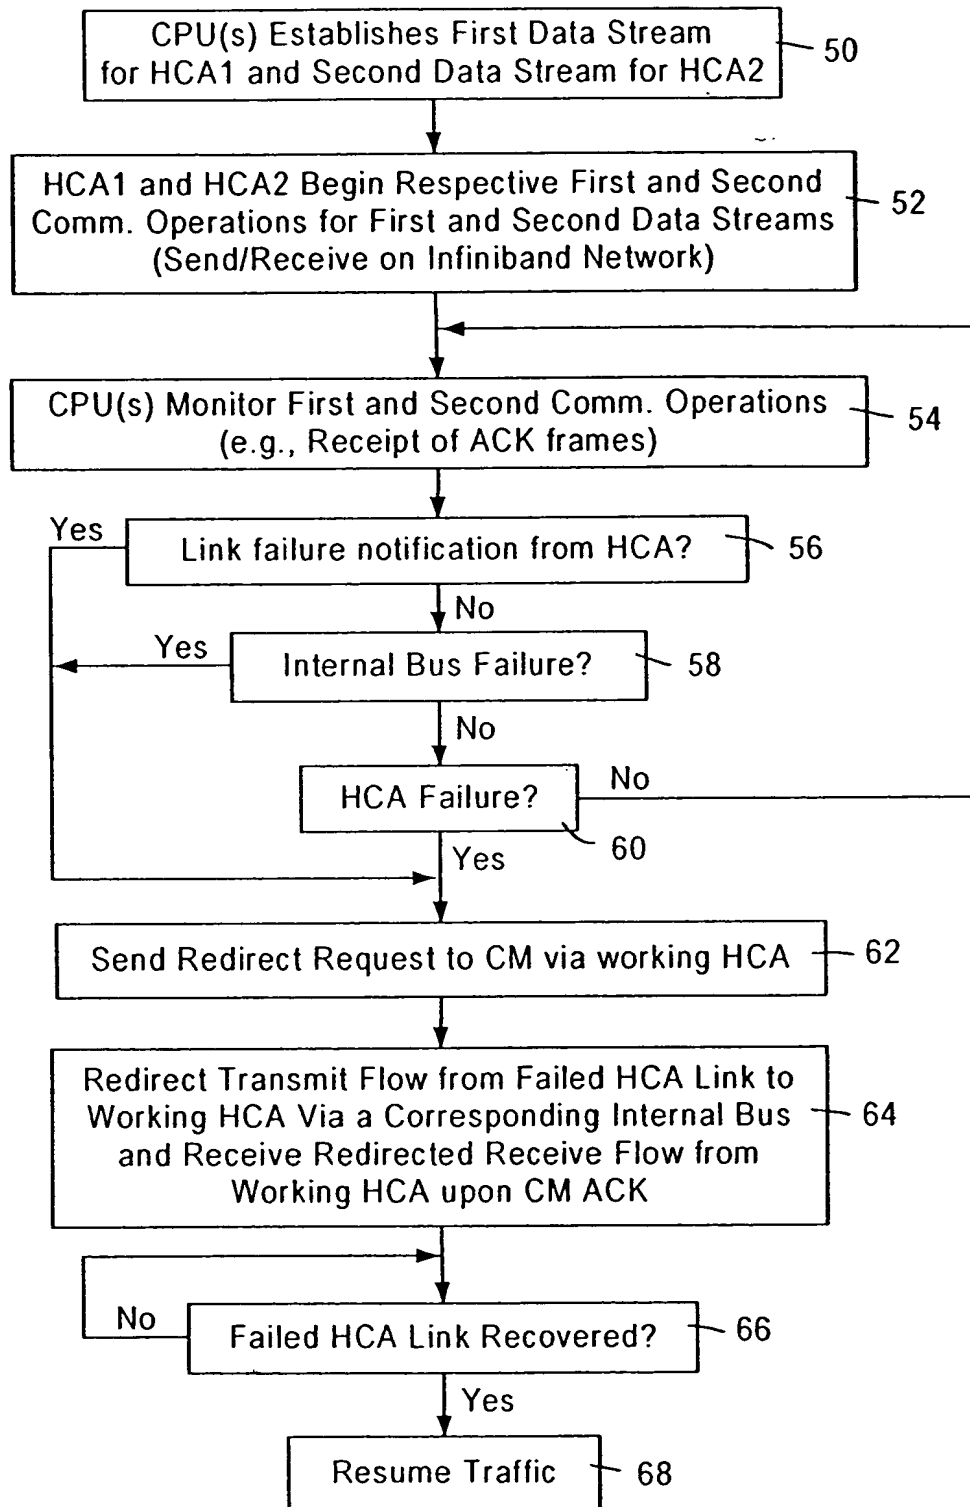 CPU(s) Establishes First Data Stream
for HCA1 and Second Data Stream for HCA2
50
HCA1 and HCA2 Begin Respective First and Second
Comm. Operations for First and Second Data Streams
(Send/Receive on Infiniband Network)
52
CPU(s) Monitor First and Second Comm. Operations
(e.g., Receipt of ACK frames)
54
Yes
Link failure notification from HCA?
56
No
Yes
Internal Bus Failure?
58
No
HCA Failure?
No
60
Yes
Send Redirect Request to CM via working HCA
62
Redirect Transmit Flow from Failed HCA Link to
Working HCA Via a Corresponding Internal Bus
and Receive Redirected Receive Flow from
Working HCA upon CM ACK
64
No
Failed HCA Link Recovered?
66
Yes
Resume Traffic
68